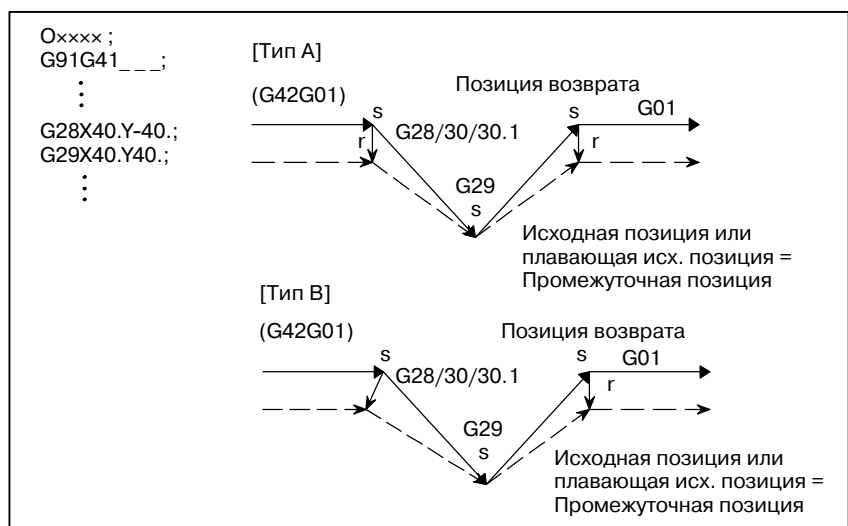 O×××× ;
G91G41_ _ _;
G28X40.Y-40.;
G29X40.Y40.;
[Тип A]
(G42G01)
Позиция возврата
s
s
G01
r
G28/30/30.1
r
G29
s
Исходная позиция или
плавающая исх. позиция =
Промежуточная позиция
[Тип B]
(G42G01)
Позиция возврата
s
s
G01
G28/30/30.1
r
G29
s
Исходная позиция или
плавающая исх. позиция =
Промежуточная позиция